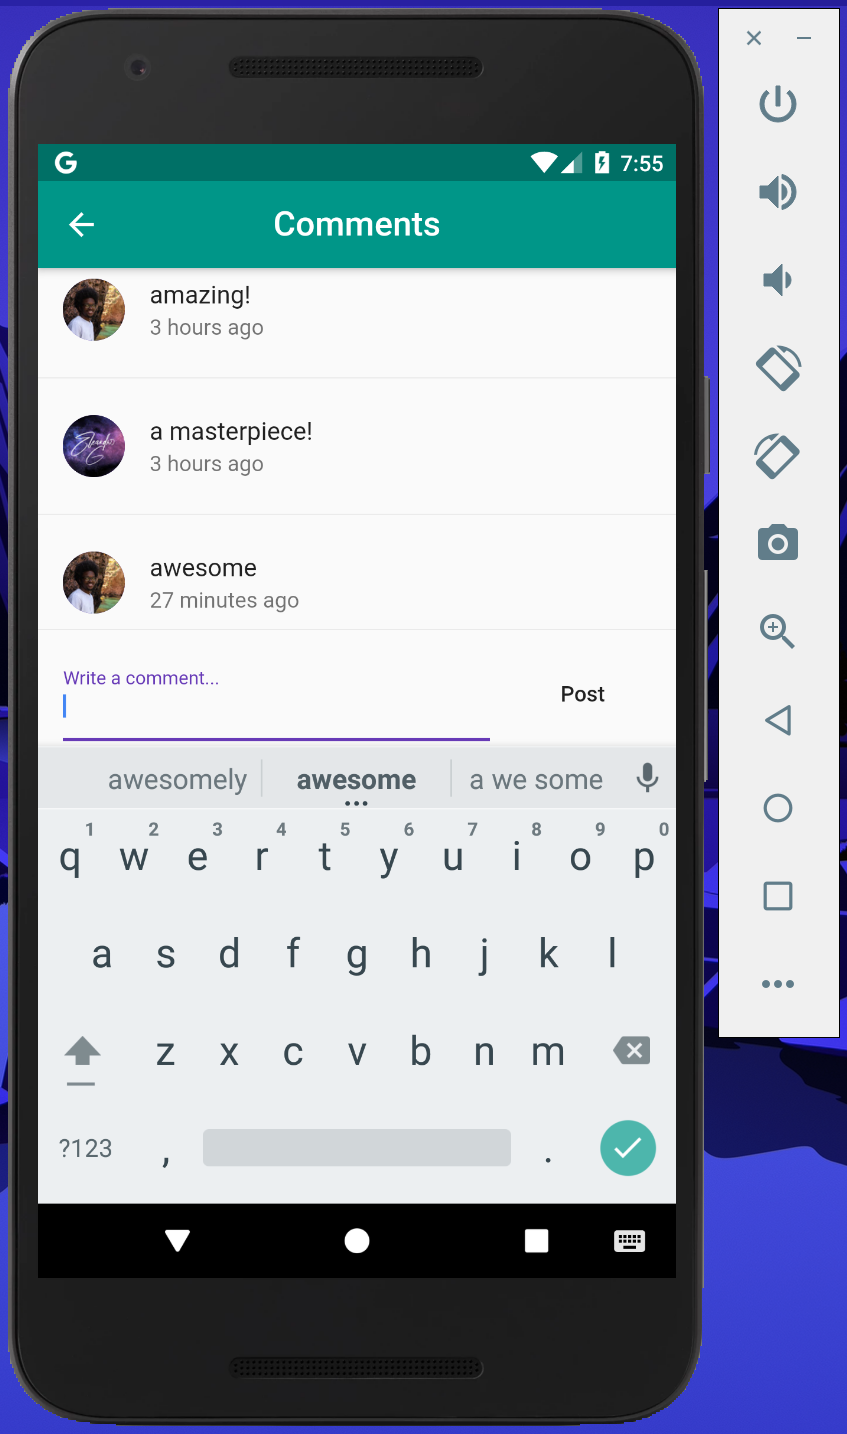 G 7:55
Comments
amazing!
3 hours ago
a masterpiece!
3 hours ago
awesome
27 minutes ago
Write a comment...
Post
awesomely awesome a we some
1 2 3 4 5 6 7 8 9 0
q w e r t y u i o p
a s d f g h j k l
z x c v b n m
?123 , .